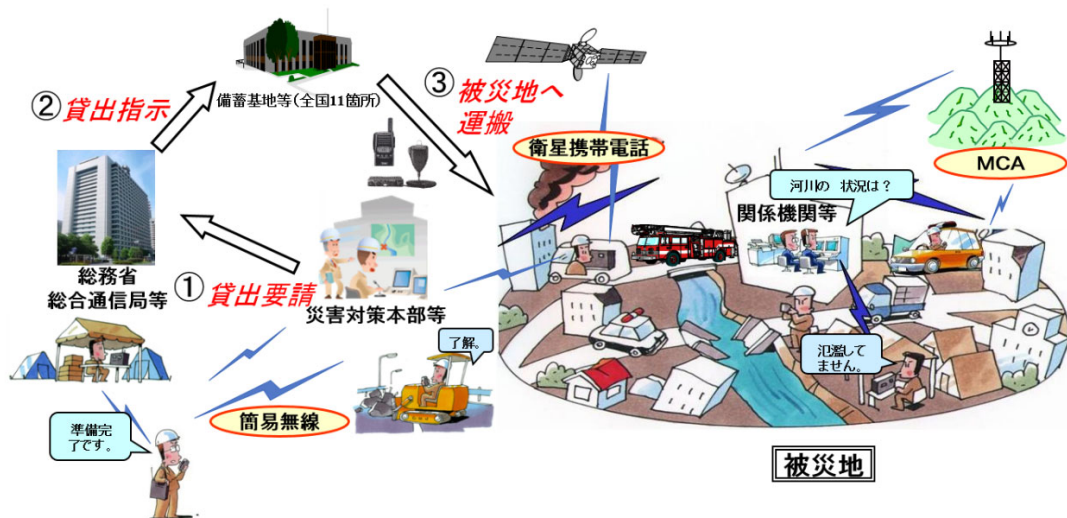 備蓄基地等(全国11箇所)
② 貸出指示
③ 被災地へ
運搬
衛星携帯電話
MCA
河川の 状況は?
関係機関等
総務省
総合通信局等
① 貸出要請
災害対策本部等
了解。
氾濫して
ません。
簡易無線
準備完
了です。
被災地